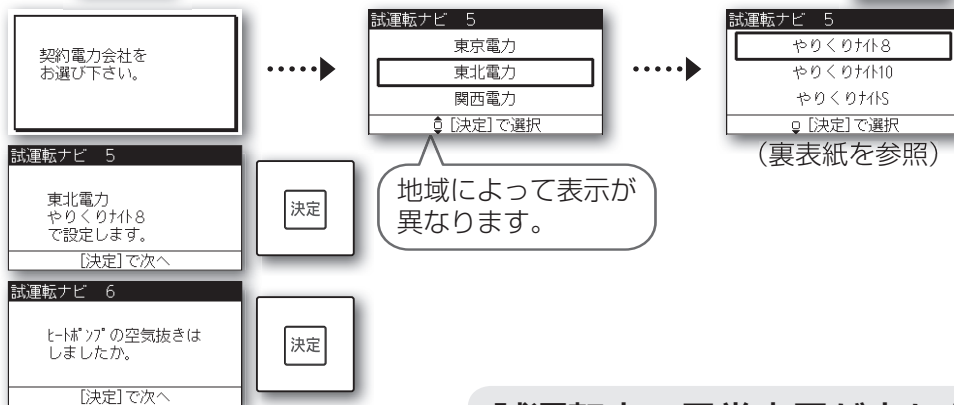 契約電力会社を
お選び下さい。
試運転ナビ 5
東京電力
東北電力
関西電力
[決定]で選択
試運転ナビ 5
やりくりナイト8
やりくりナイト10
やりくりナイトS
[決定]で選択
(裏表紙を参照)
地域によって表示が
異なります。
試運転ナビ 5
東北電力
やりくりナイト8
で設定します。
[決定]で次へ
決定
試運転ナビ 6
ヒートポンプの空気抜きは
しましたか。
[決定]で次へ
決定